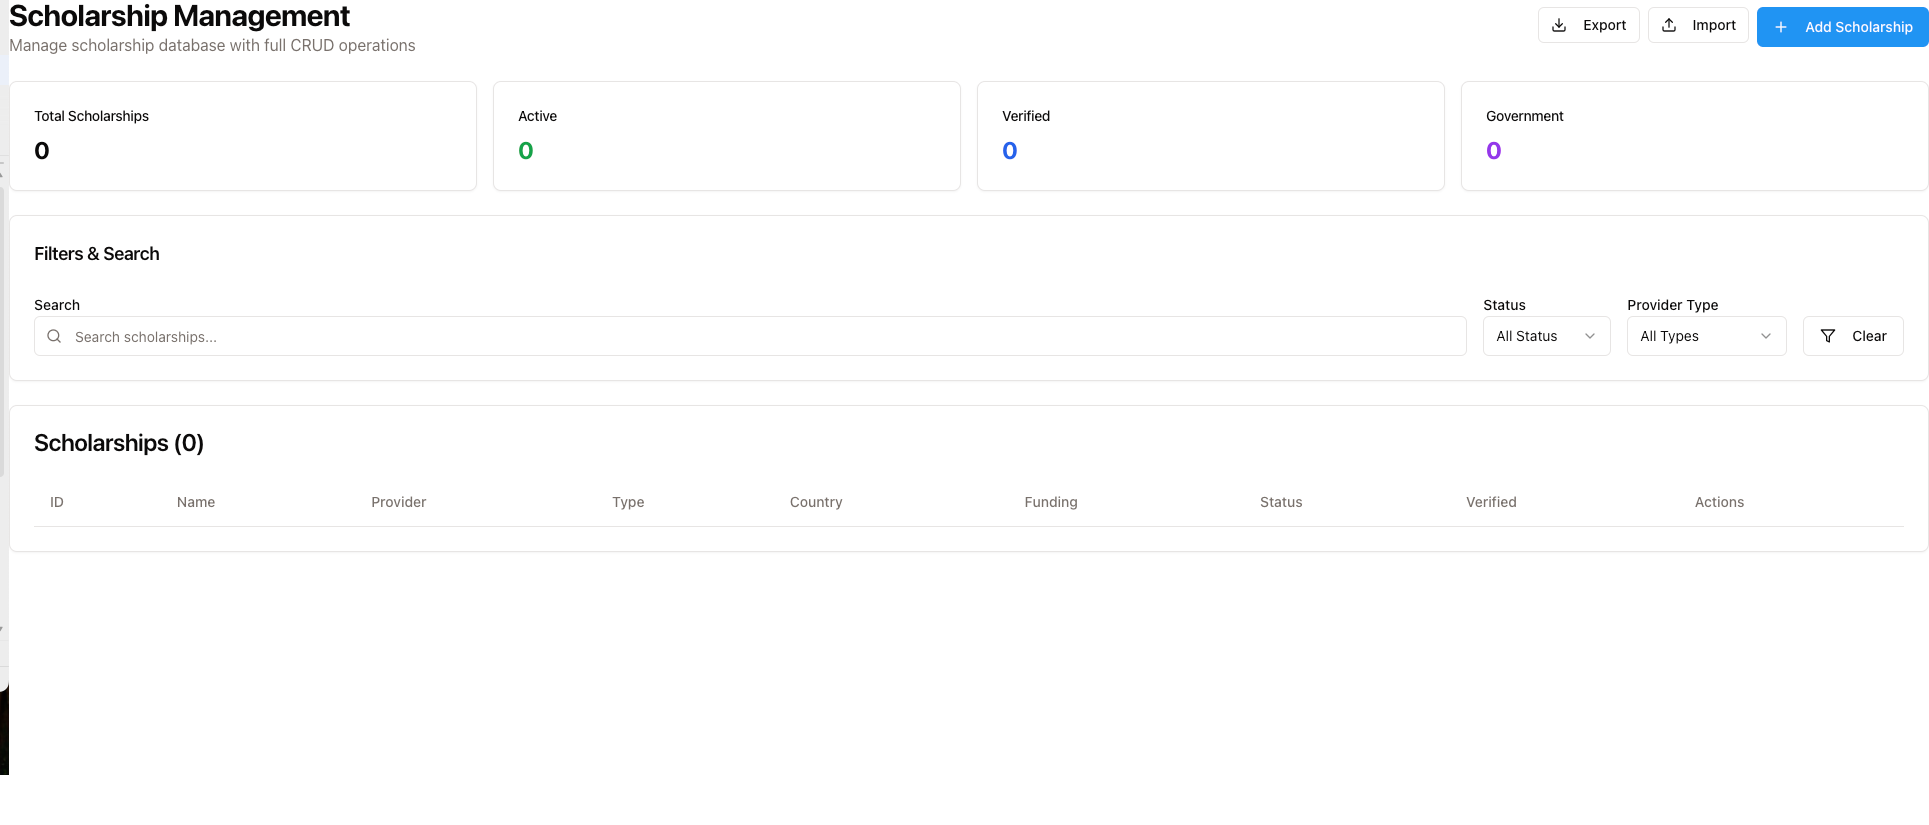 Scholarship Management
Manage scholarship database with full CRUD operations
Export
Import
Add Scholarship
Total Scholarships
0
Active
0
Verified
0
Government
0
Filters & Search
Search
Search scholarships...
Status
All Status
Provider Type
All Types
Clear
Scholarships (0)
ID Name Provider Type Country Funding Status Verified Actions